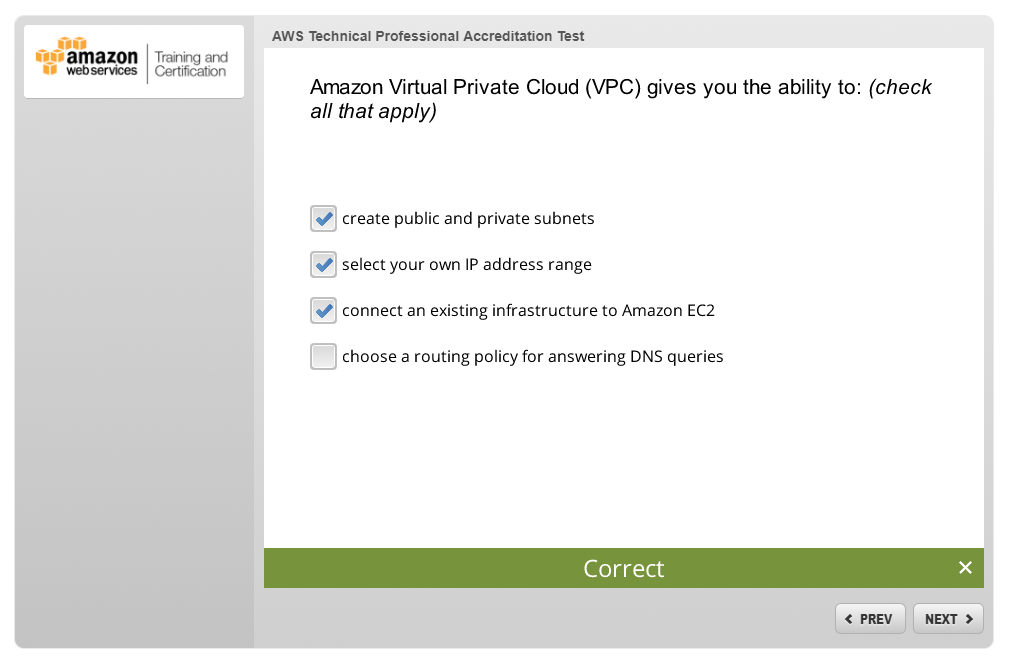 amazon
webservices
Training and
Certification
AWS Technical Professional Accreditation Test
Amazon Virtual Private Cloud (VPC) gives you the ability to: (check
all that apply)
create public and private subnets
select your own IP address range
connect an existing infrastructure to Amazon EC2
choose a routing policy for answering DNS queries
Correct
PREV
NEXT